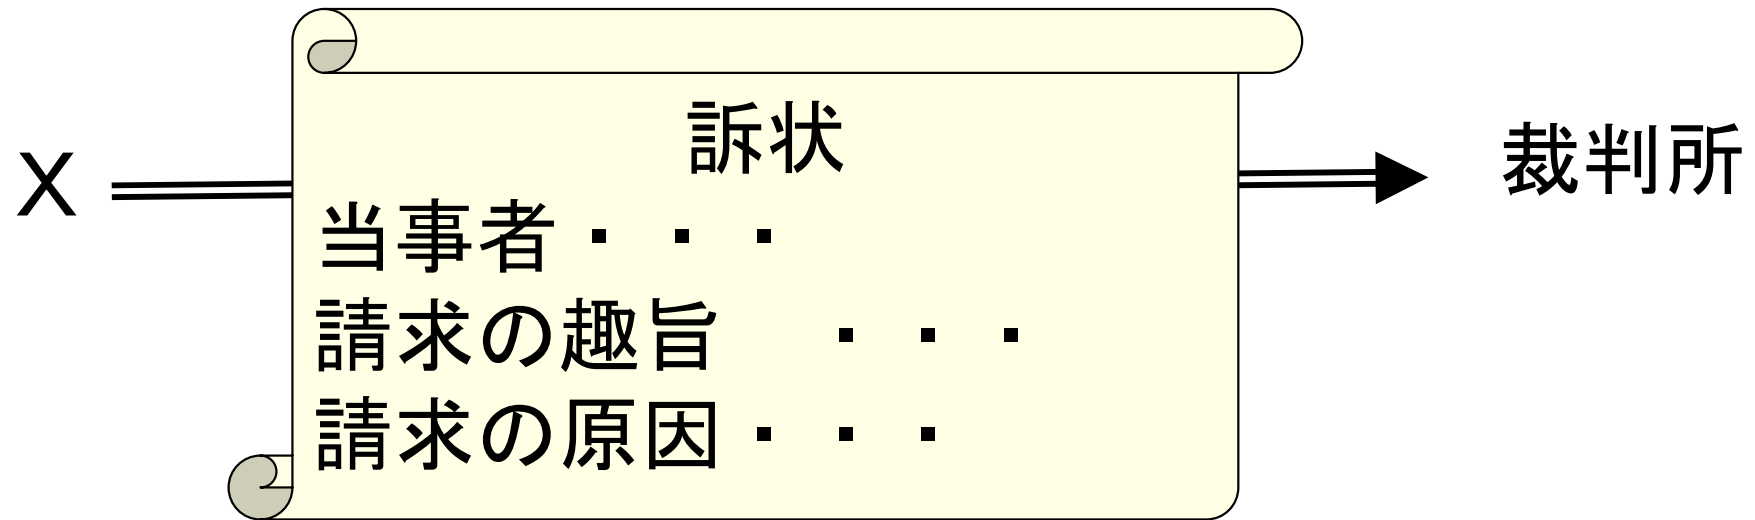 訴状
X
裁判所
当事者・・・
請求の趣旨　・・・
請求の原因・・・